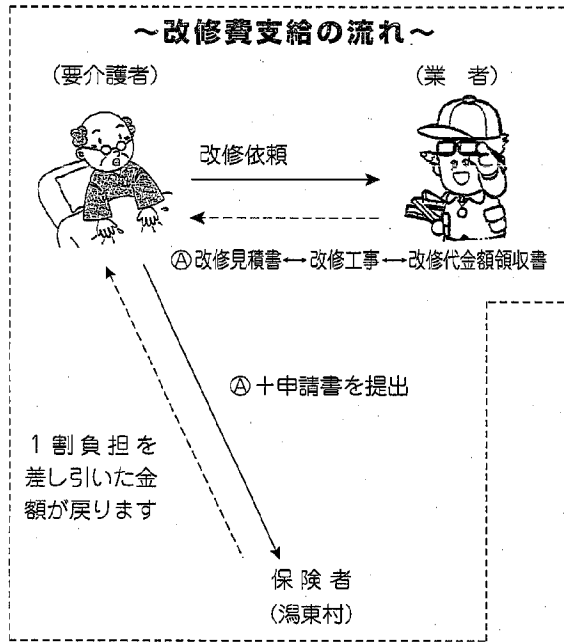 ～改修費支給の流れ～
(要介護者)
(業　者)
改修依頼
Ⓐ改修見積書←→改修工事←→改修代金額領収書
Ⓐ＋申請書を提出
1割負担を
差し引いた金
額が戻ります
保険者
(潟東村)